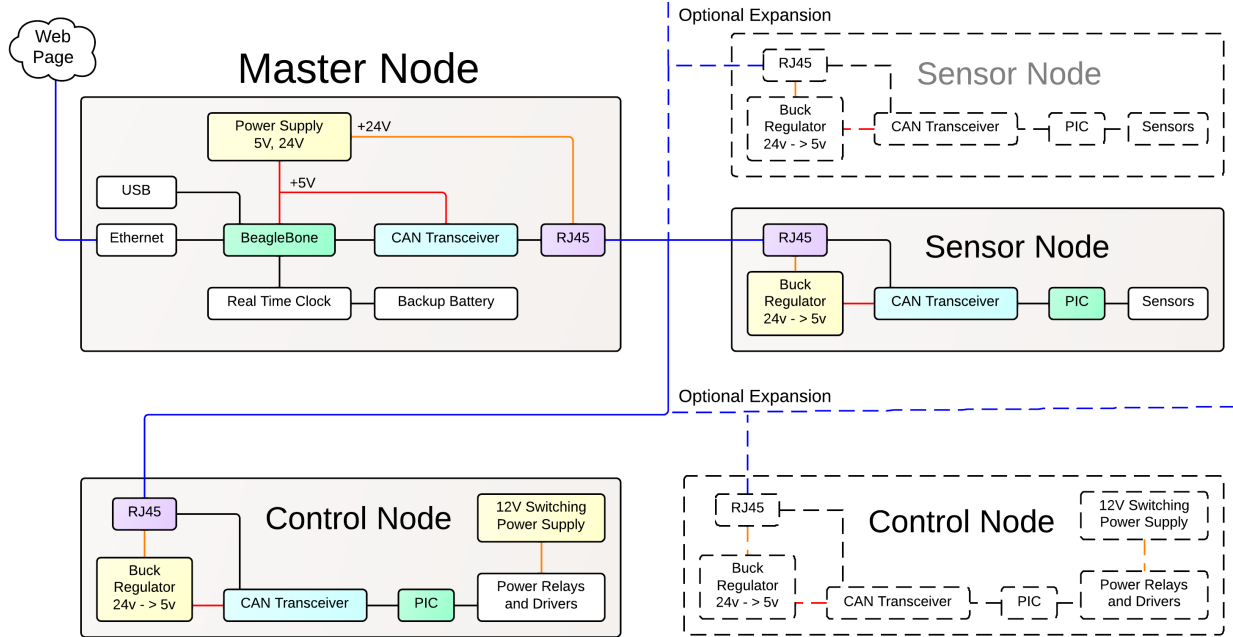 Web
Page
Master Node
Power Supply
5V, 24V
+24V
+5V
USB
Ethernet
BeagleBone
CAN Transceiver
RJ45
Real Time Clock
Backup Battery
Optional Expansion
RJ45
Sensor Node
Buck
Regulator
24v - > 5v
CAN Transceiver
PIC
Sensors
RJ45
Sensor Node
Buck
Regulator
24v - > 5v
CAN Transceiver
PIC
Sensors
Optional Expansion
RJ45
Control Node
12V Switching
Power Supply
Buck
Regulator
24v - > 5v
CAN Transceiver
PIC
Power Relays
and Drivers
RJ45
Control Node
12V Switching
Power Supply
Buck
Regulator
24v - > 5v
CAN Transceiver
PIC
Power Relays
and Drivers